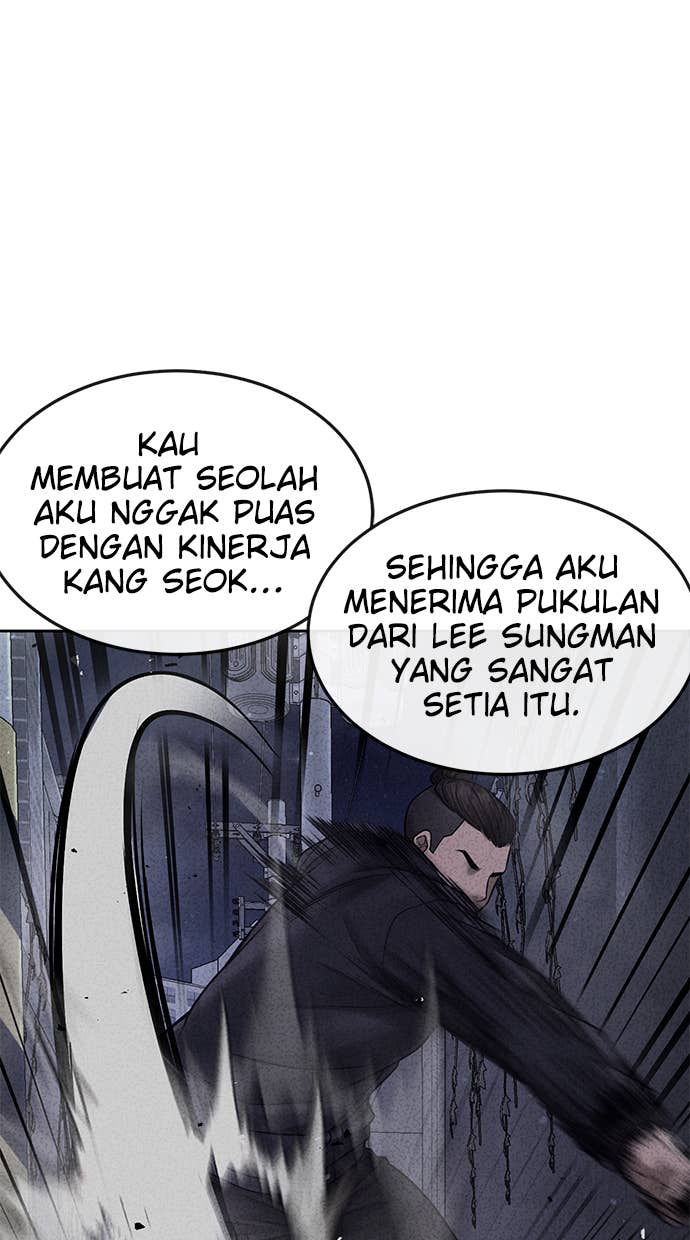 KAU
MEMBUAT SEOLAH
AKU NGGAK PUAS
DENGAN KINERJA
KANG SEOK...
SEHINGGA AKU
MENERIMA PUKULAN
DARI LEE SUNGMAN
YANG SANGAT
SETIA ITU.